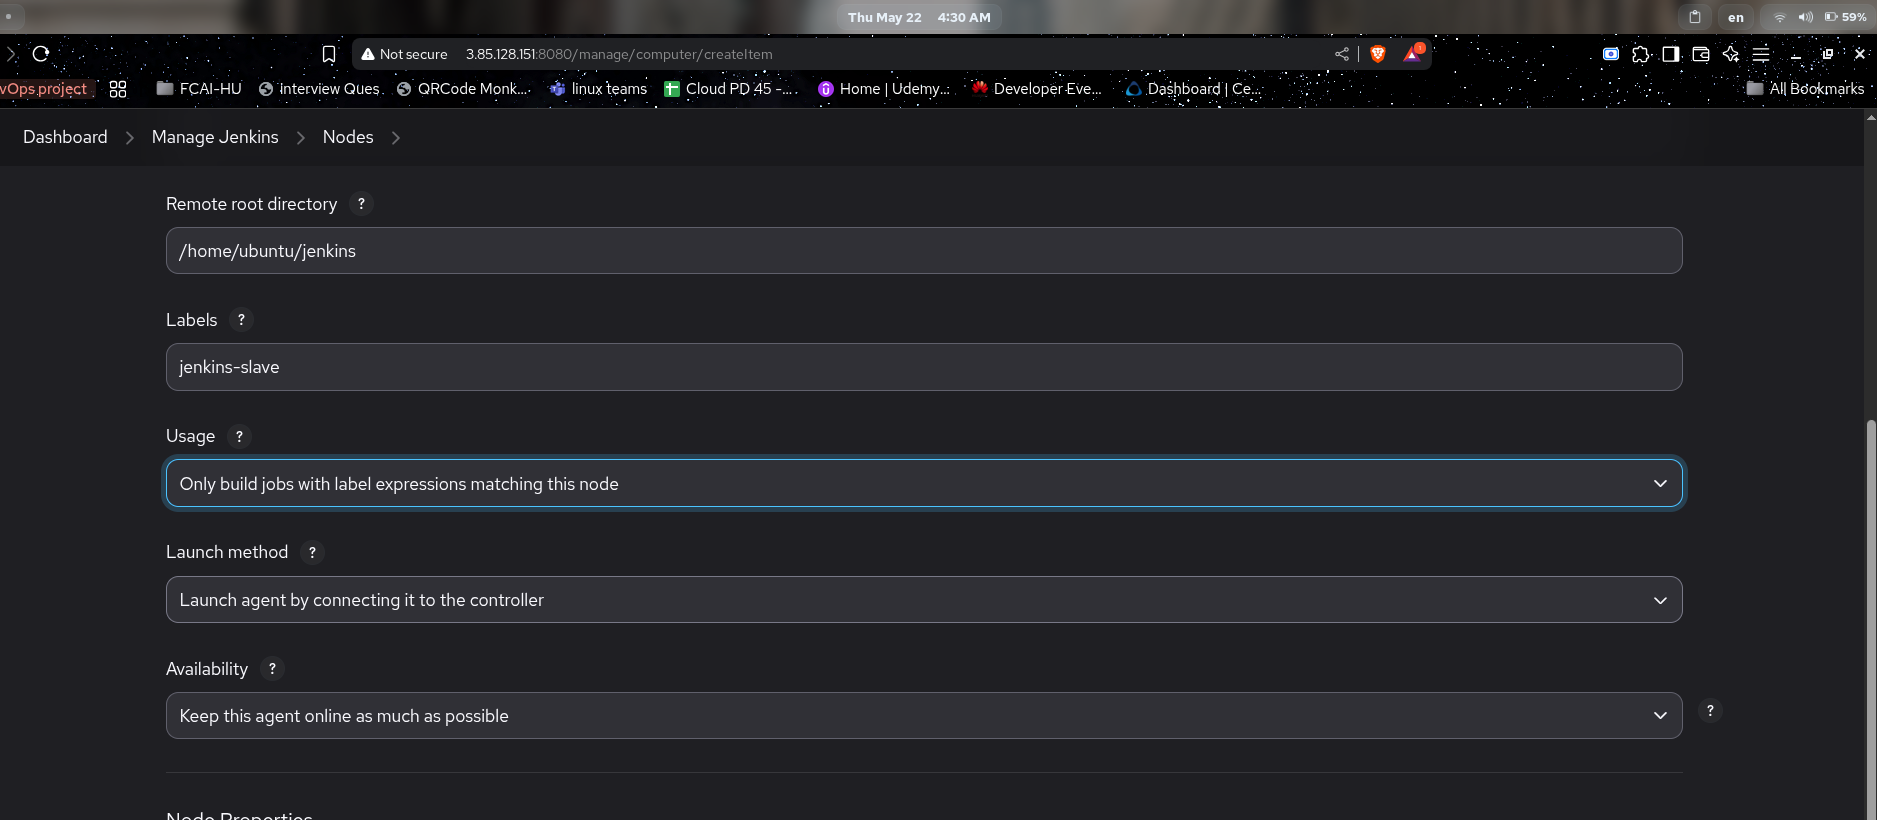 Thu May 22 4:30 AM
en
59%
Not secure 3.85.128.151:8080/manage/computer/createItem
1
vOps project
FCAI-HU
Interview Ques.
QRCode Monk...
linux teams
Cloud PD 45 -...
Home | Udemy...
Developer Eve...
Dashboard | Ce...
All Bookmarks
Dashboard > Manage Jenkins > Nodes >
Remote root directory ?
/home/ubuntu/jenkins
Labels ?
jenkins-slave
Usage ?
Only build jobs with label expressions matching this node
Launch method ?
Launch agent by connecting it to the controller
Availability ?
Keep this agent online as much as possible
?
Node Properties